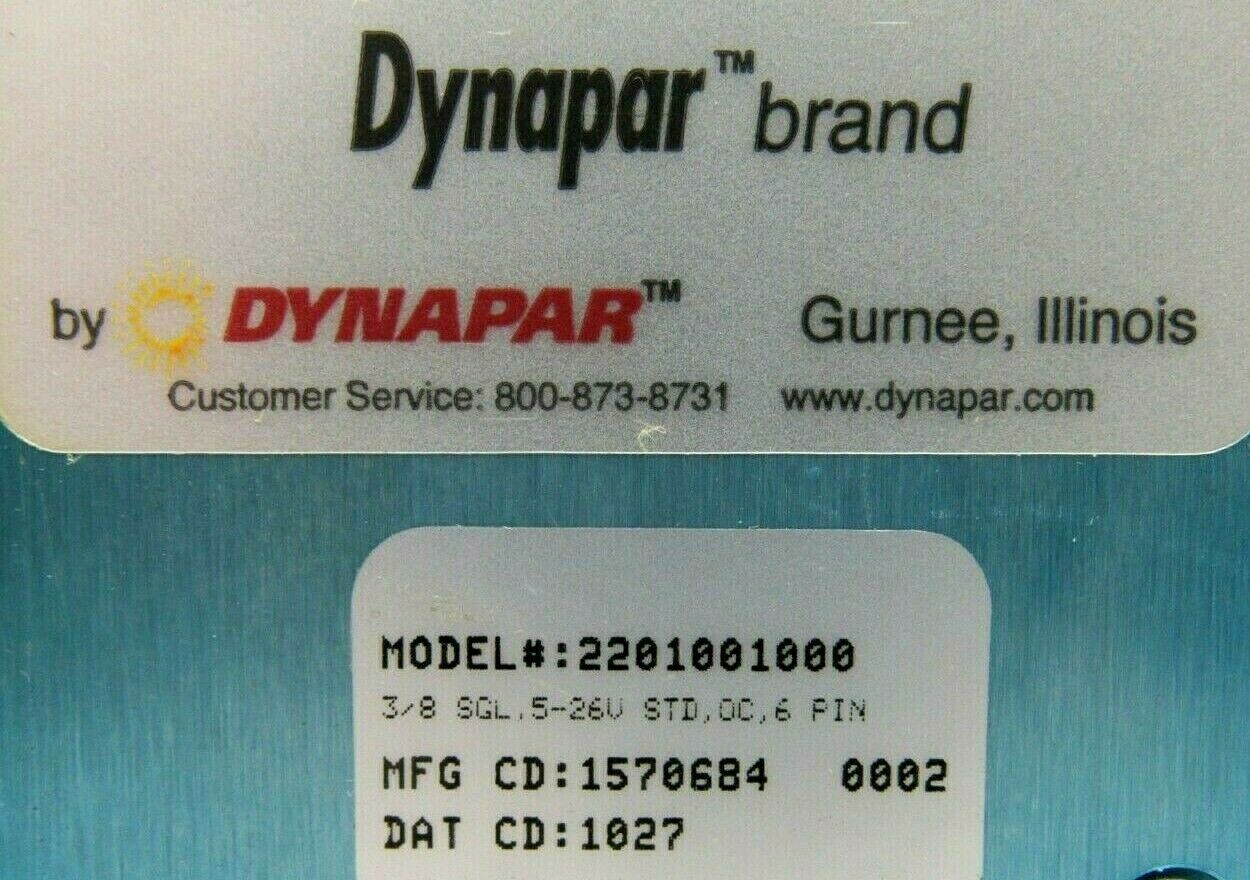 Dynapar™ brand
by DYNAPAR™ Gurnee, Illinois
Customer Service: 800-873-8731 www.dynapar.com
MODEL#:2201001000
3/8 SGL,5-26V STD,OC,6 PIN
MFG CD:1570684 0002
DAT CD:1027